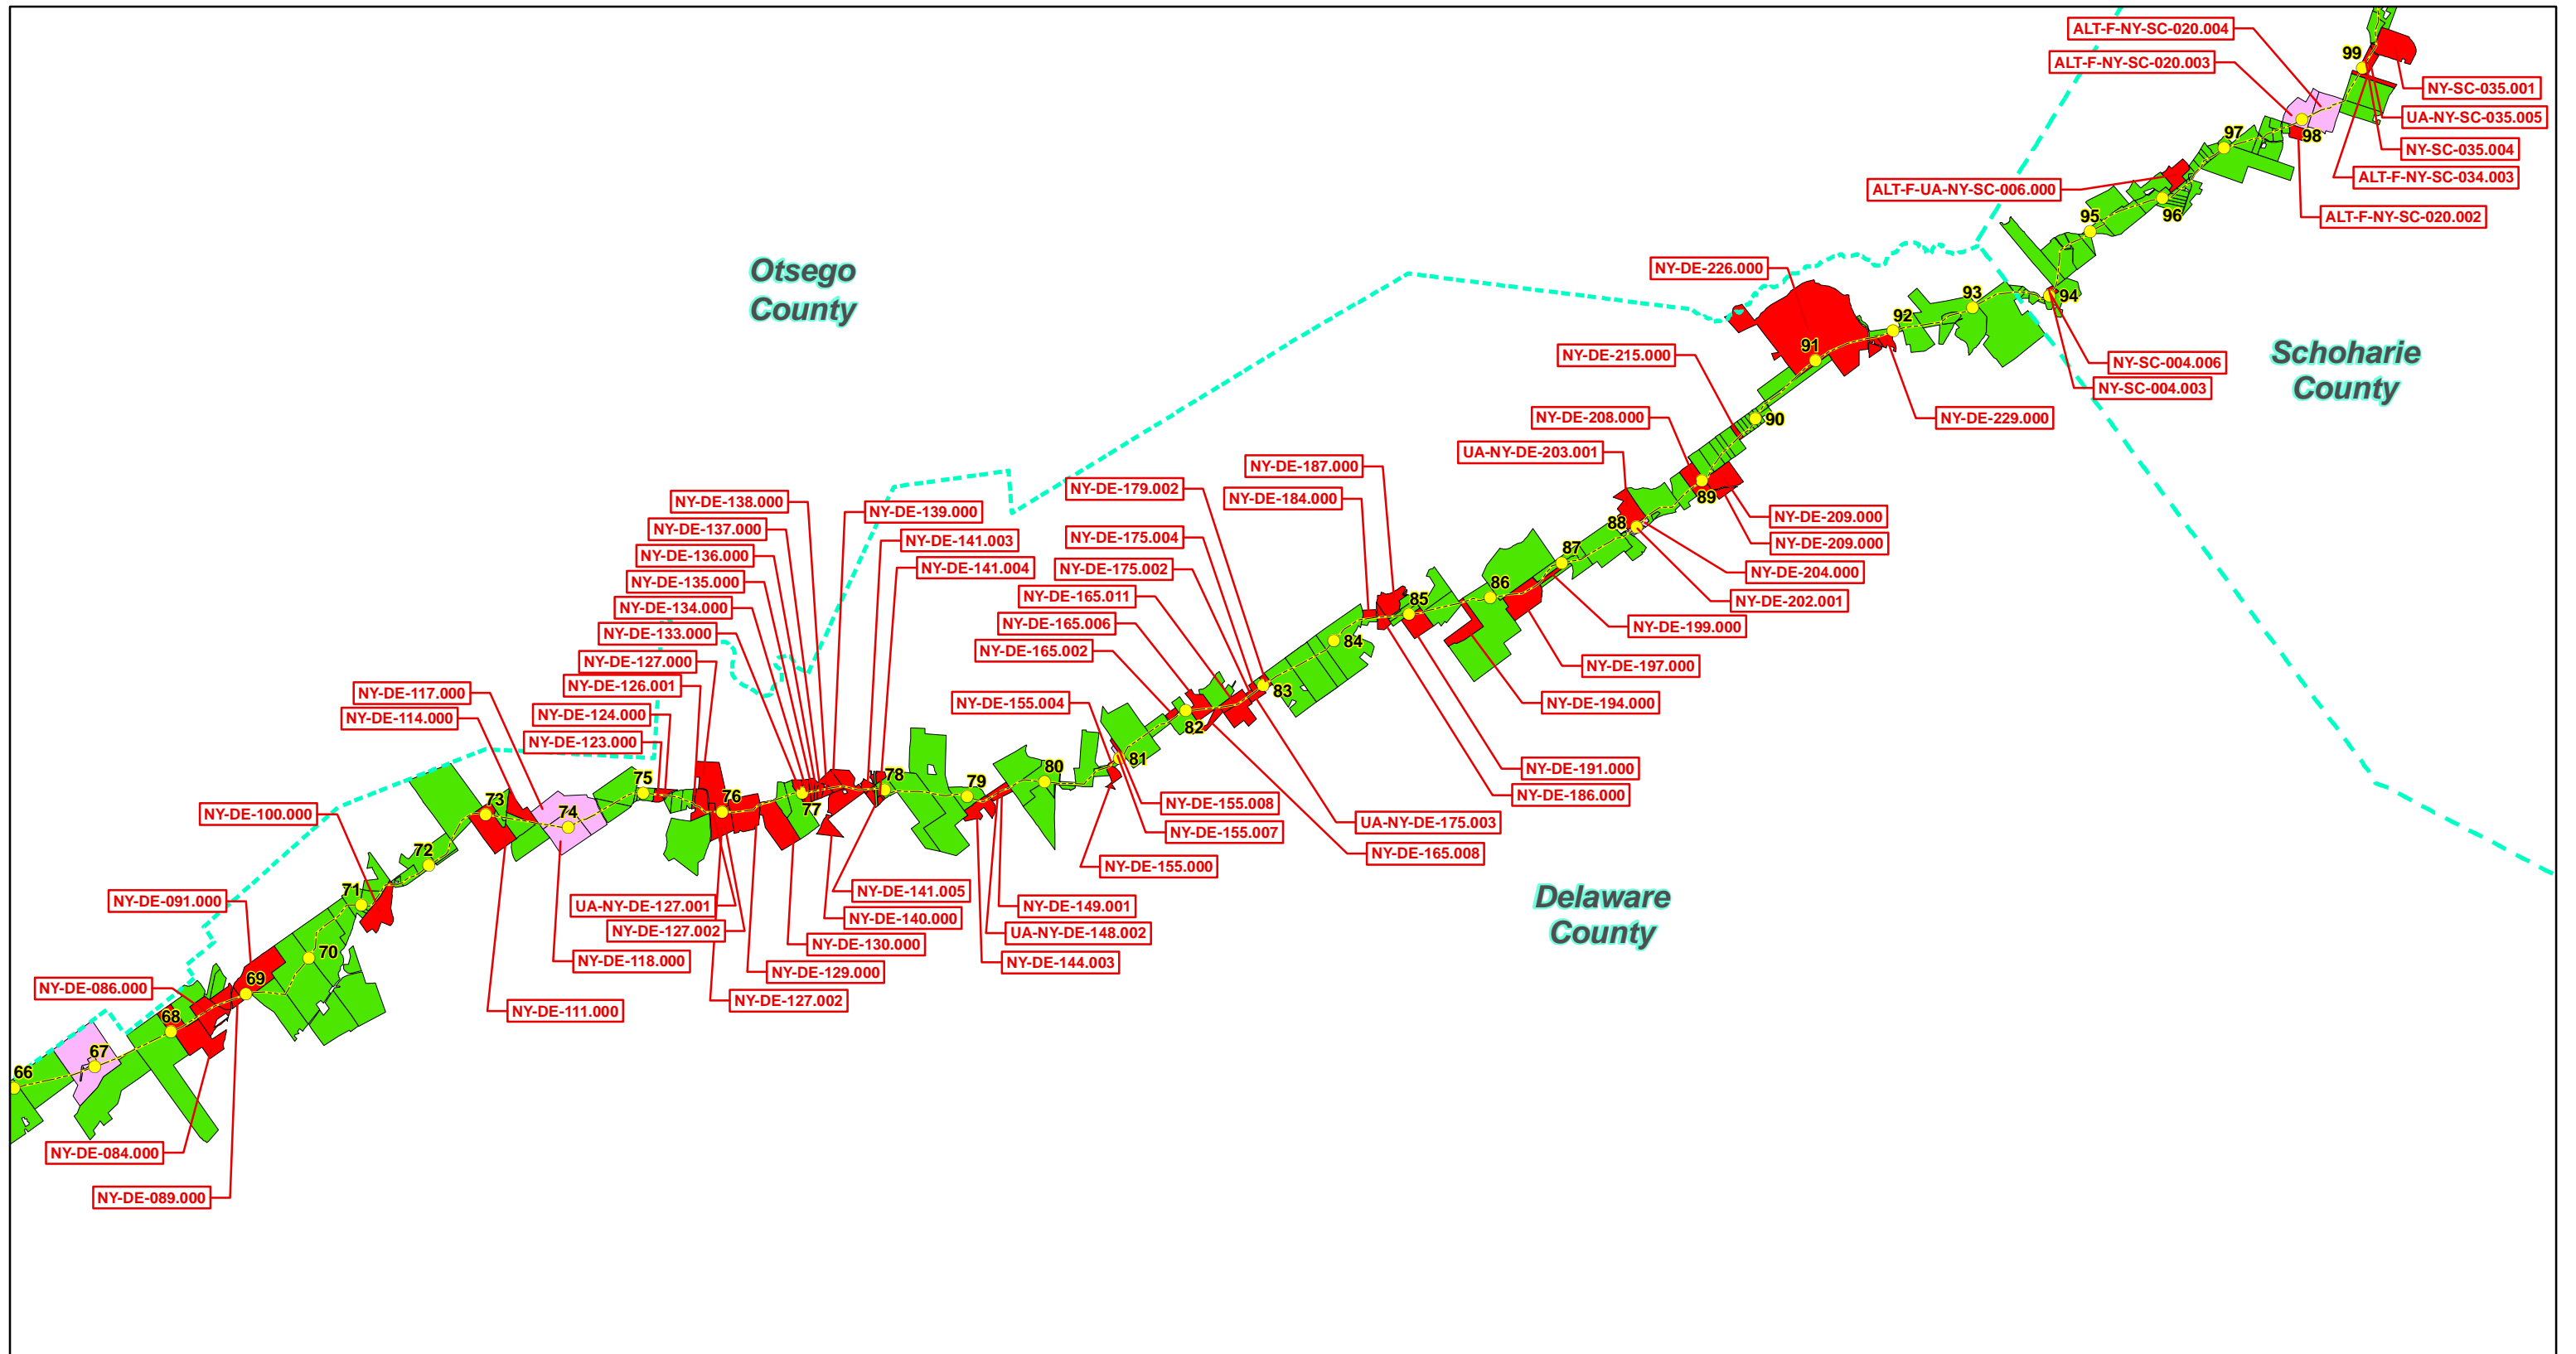 ALT-F-NY-SC-020.004
99
ALT-F-NY-SC-020.003
NY-SC-035.001
UA-NY-SC-035.005
98
97
NY-SC-035.004
ALT-F-NY-SC-034.003
ALT-F-UA-NY-SC-006.000
96
95
ALT-F-NY-SC-020.002
Otsego
County
NY-DE-226.000
93
94
92
91
NY-DE-215.000
Schoharie
County
NY-SC-004.006
NY-SC-004.003
NY-DE-208.000
90
NY-DE-229.000
UA-NY-DE-203.001
NY-DE-187.000
NY-DE-179.002
NY-DE-184.000
89
NY-DE-138.000
NY-DE-139.000
NY-DE-209.000
88
NY-DE-137.000
NY-DE-141.003
NY-DE-175.004
NY-DE-209.000
NY-DE-136.000
87
NY-DE-141.004
NY-DE-175.002
NY-DE-204.000
NY-DE-135.000
86
NY-DE-165.011
NY-DE-202.001
NY-DE-134.000
85
NY-DE-165.006
NY-DE-199.000
NY-DE-133.000
84
NY-DE-165.002
NY-DE-127.000
NY-DE-197.000
NY-DE-126.001
83
NY-DE-117.000
NY-DE-155.004
NY-DE-194.000
NY-DE-124.000
NY-DE-114.000
82
NY-DE-123.000
81
NY-DE-191.000
80
78
79
75
NY-DE-186.000
76
73
77
74
NY-DE-155.008
NY-DE-100.000
UA-NY-DE-175.003
NY-DE-155.007
72
NY-DE-165.008
NY-DE-155.000
71
NY-DE-141.005
Delaware
County
NY-DE-091.000
UA-NY-DE-127.001
NY-DE-149.001
NY-DE-140.000
NY-DE-127.002
UA-NY-DE-148.002
NY-DE-130.000
70
NY-DE-118.000
NY-DE-144.003
NY-DE-129.000
69
NY-DE-086.000
NY-DE-127.002
NY-DE-111.000
68
67
66
NY-DE-084.000
NY-DE-089.000